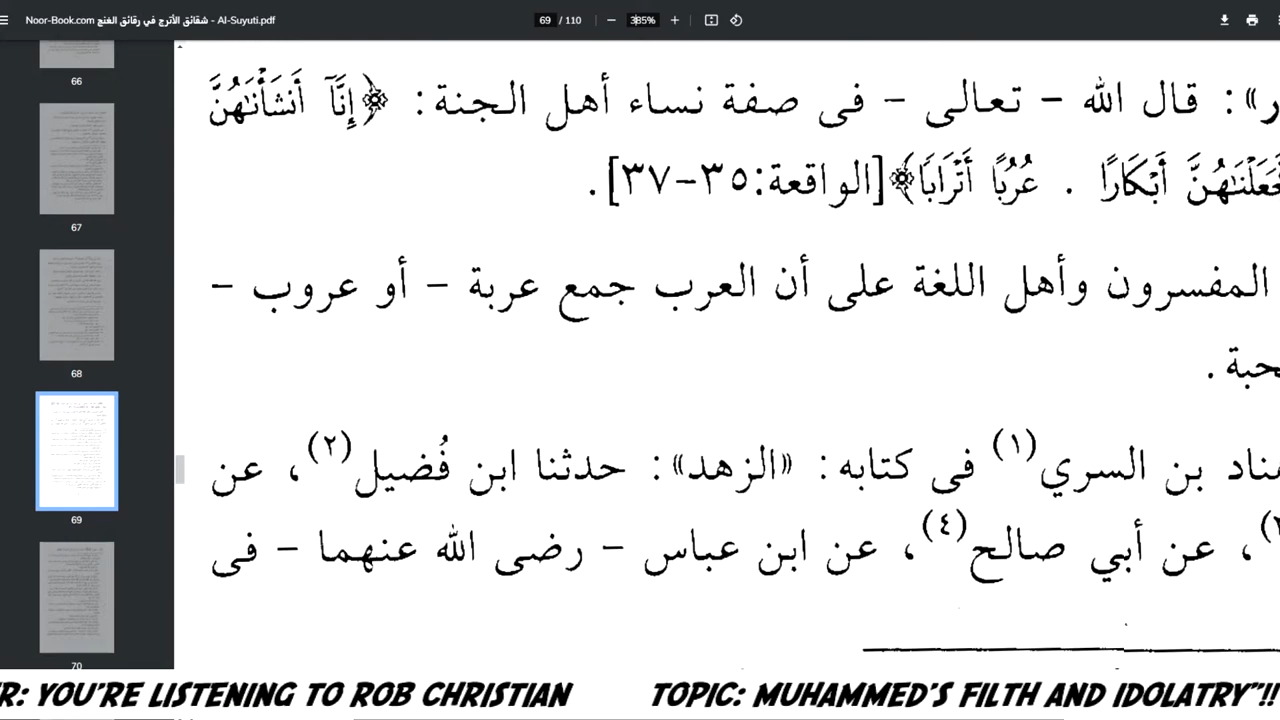 Noor-Book.com شقائق الأترج في رقائق الغنج - Al-Suyuti.pdf
69 / 110
385%
66
67
68
69
70
ر» : قال الله – تعالى – فى صفة نساء أهل الجنة : ﴿إِنَّآ أَنشَأْنَٰهُنَّ
فَجَعَلْنَٰهُنَّ أَبْكَارًا . عُرُبًا أَتْرَابًا﴾ [الواقعة:٣٥–٣٧] .
المفسرون وأهل اللغة على أن العرب جمع عربة – أو عروب –
حبة .
ناد بن السري(١) فى كتابه : «الزهد» : حدثنا ابن فُضيل(٢)، عن
، عن أبي صالح(٤)، عن ابن عباس – رضى الله عنهما – فى
R: YOU'RE LISTENING TO ROB CHRISTIAN TOPIC: MUHAMMED'S FILTH AND IDOLATRY"!!